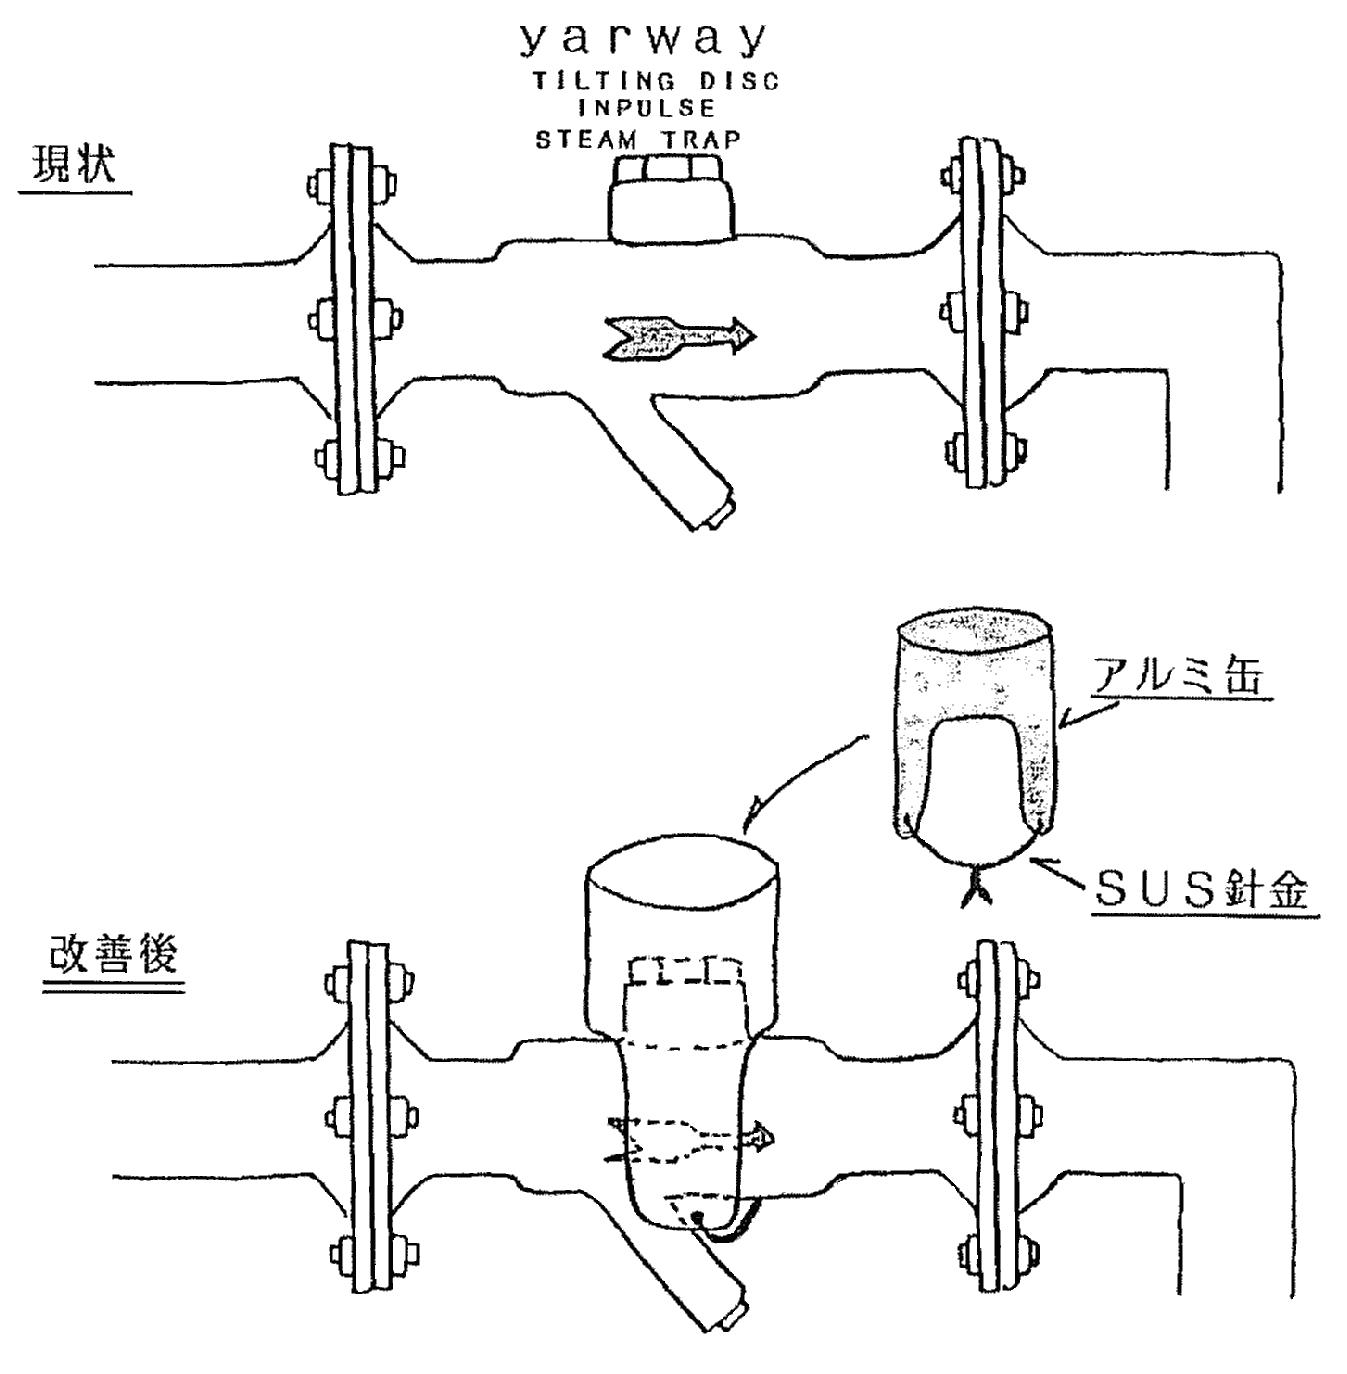 yarway
TILTING DISC
INPULSE
STEAM TRAP
現状
アルミ缶
SUS針金
改善後